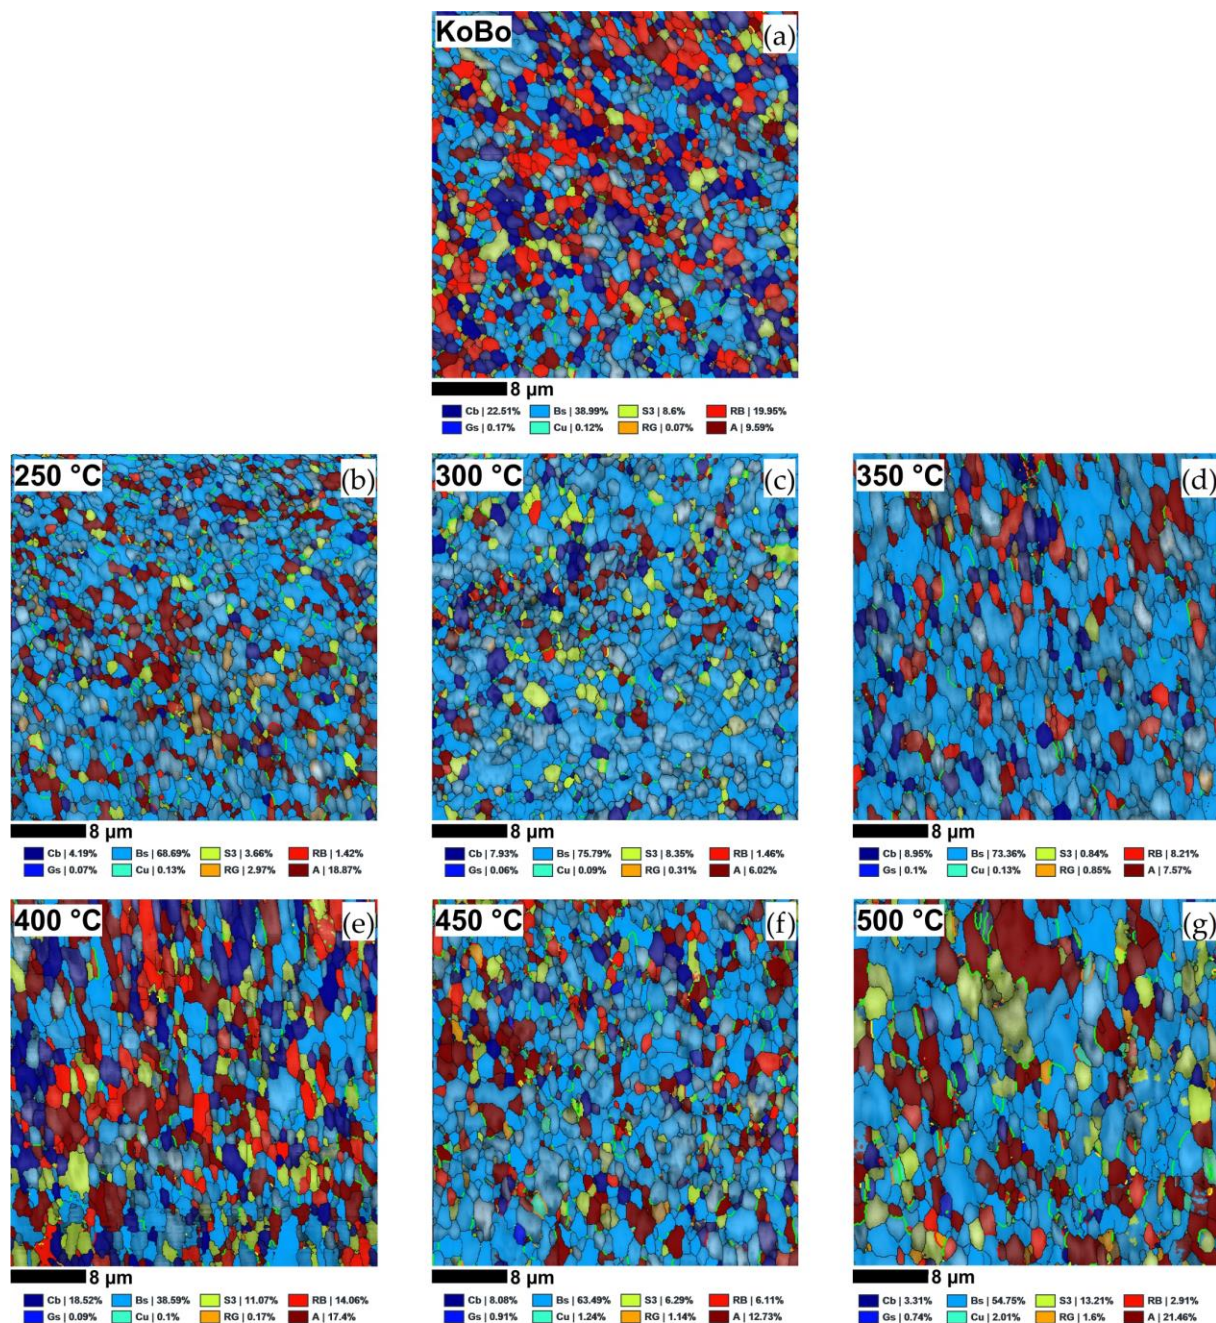 KoBo (a)
8 µm
Cb | 22.51% Bs | 38.99% S3 | 8.6% RB | 19.95%
Gs | 0.17% Cu | 0.12% RG | 0.07% A | 9.59%
250 °C (b) 300 °C (c) 350 °C (d)
8 µm 8 µm 8 µm
Cb | 4.19% Bs | 68.69% S3 | 3.66% RB | 1.42% Cb | 7.93% Bs | 75.79% S3 | 8.35% RB | 1.46% Cb | 8.95% Bs | 73.36% S3 | 0.84% RB | 8.21%
Gs | 0.07% Cu | 0.13% RG | 2.97% A | 18.87% Gs | 0.06% Cu | 0.09% RG | 0.31% A | 6.02% Gs | 0.1% Cu | 0.13% RG | 0.85% A | 7.57%
400 °C (e) 450 °C (f) 500 °C (g)
8 µm 8 µm 8 µm
Cb | 18.52% Bs | 38.59% S3 | 11.07% RB | 14.06% Cb | 8.08% Bs | 63.49% S3 | 6.29% RB | 6.11% Cb | 3.31% Bs | 54.75% S3 | 13.21% RB | 2.91%
Gs | 0.09% Cu | 0.1% RG | 0.17% A | 17.4% Gs | 0.91% Cu | 1.24% RG | 1.14% A | 12.73% Gs | 0.74% Cu | 2.01% RG | 1.6% A | 21.46%